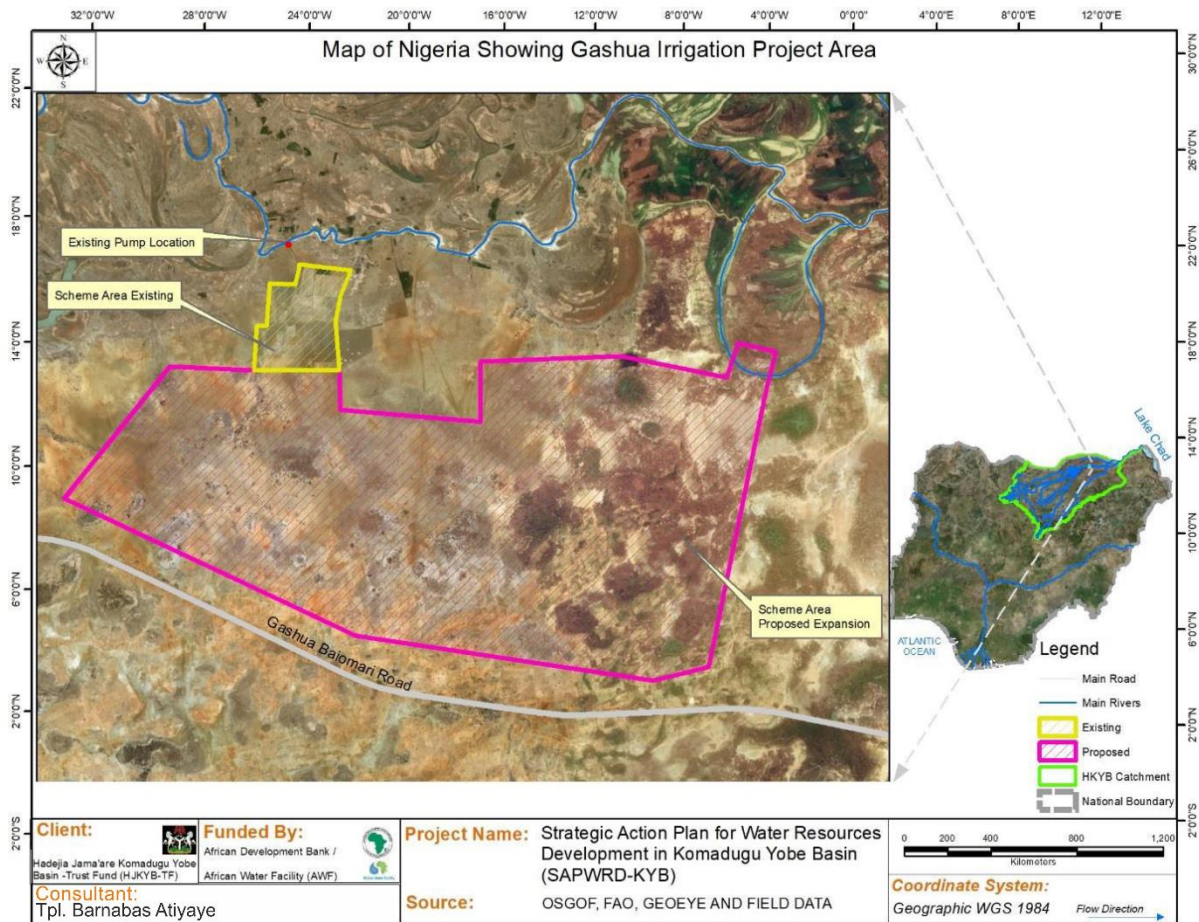 32°0'0"W 28°0'0"W 24°0'0"W 20°0'0"W 16°0'0"W 12°0'0"W 8°0'0"W 4°0'0"W 0°0'0" 4°0'0"E 8°0'0"E 12°0'0"E
N
W E
S
Map of Nigeria Showing Gashua Irrigation Project Area
22°0'0"N
18°0'0"N
14°0'0"N
10°0'0"N
6°0'0"N
2°0'0"N
2°0'0"S
30°0'0"N
26°0'0"N
22°0'0"N
18°0'0"N
14°0'0"N
10°0'0"N
6°0'0"N
2°0'0"N
2°0'0"S
Existing Pump Location
Scheme Area Existing
Scheme Area
Proposed Expansion
Gashua Baiomari Road
Lake Chad
ATLANTIC
OCEAN
Legend
Main Road
Main Rivers
Existing
Proposed
HKYB Catchment
National Boundary
Client:
Hadejia Jama'are Komadugu Yobe
Basin -Trust Fund (HJKYB-TF)
Funded By:
African Development Bank /
African Water Facility (AWF)
Consultant:
Tpl. Barnabas Atiyaye
Project Name: Strategic Action Plan for Water Resources
Development in Komadugu Yobe Basin
(SAPWRD-KYB)
Source: OSGOF, FAO, GEOEYE AND FIELD DATA
0 200 400 800 1,200
Kilometers
Coordinate System:
Geographic WGS 1984
Flow Direction